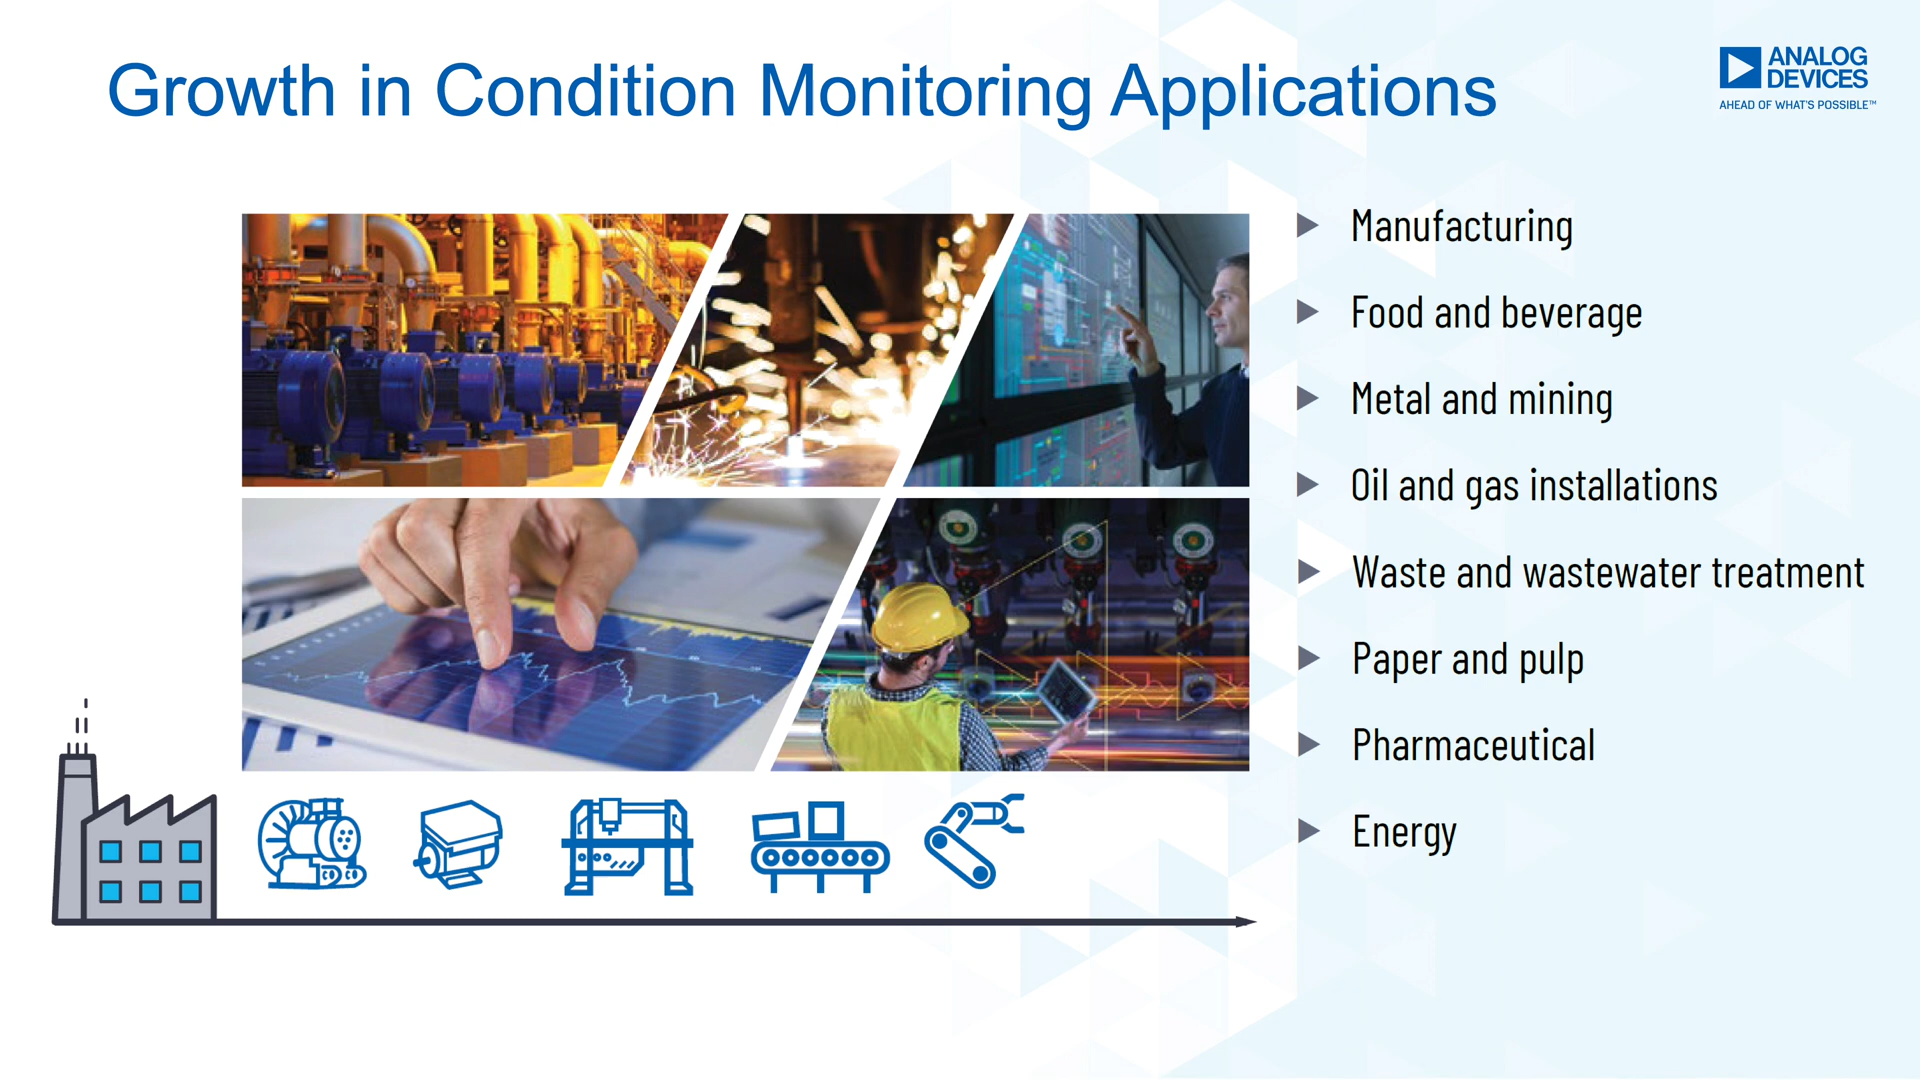 Growth in Condition Monitoring Applications
ANALOG
DEVICES
AHEAD OF WHAT'S POSSIBLE™
Manufacturing
Food and beverage
Metal and mining
Oil and gas installations
Waste and wastewater treatment
Paper and pulp
Pharmaceutical
Energy